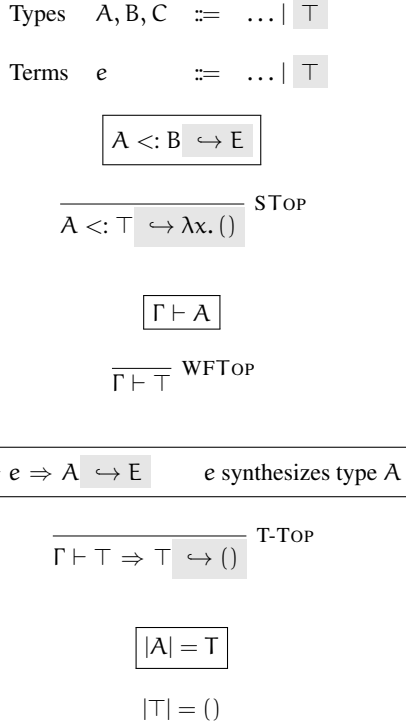 Types A, B, C ::= … | ⊤
Terms e ::= … | ⊤
A <: B ↪ E
A <: ⊤ ↪ λx. () STOP
Γ ⊢ A
Γ ⊢ ⊤ WFTOP
e ⇒ A ↪ E e synthesizes type A
Γ ⊢ ⊤ ⇒ ⊤ ↪ () T-TOP
|A| = T
|⊤| = ()